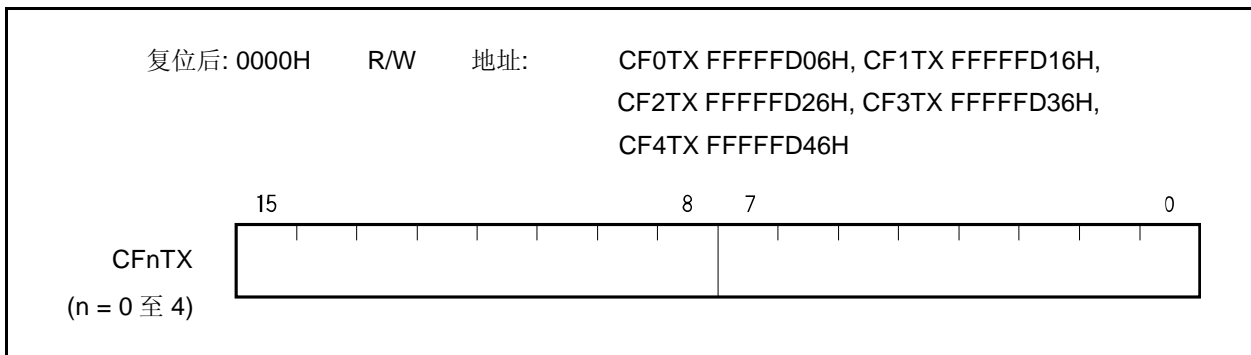 复位后: 0000H R/W 地址: CF0TX FFFFFD06H, CF1TX FFFFFD16H,
CF2TX FFFFFD26H, CF3TX FFFFFD36H,
CF4TX FFFFFD46H
15 8 7 0
CFnTX
(n = 0 至 4)